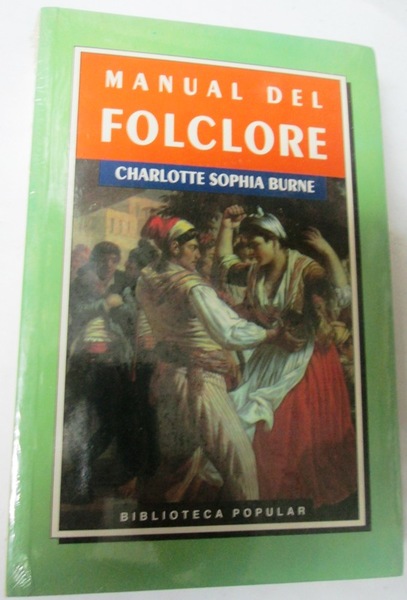 MANUAL DEL
FOLCLORE
CHARLOTTE SOPHIA BURNE
BIBLIOTECA POPULAR